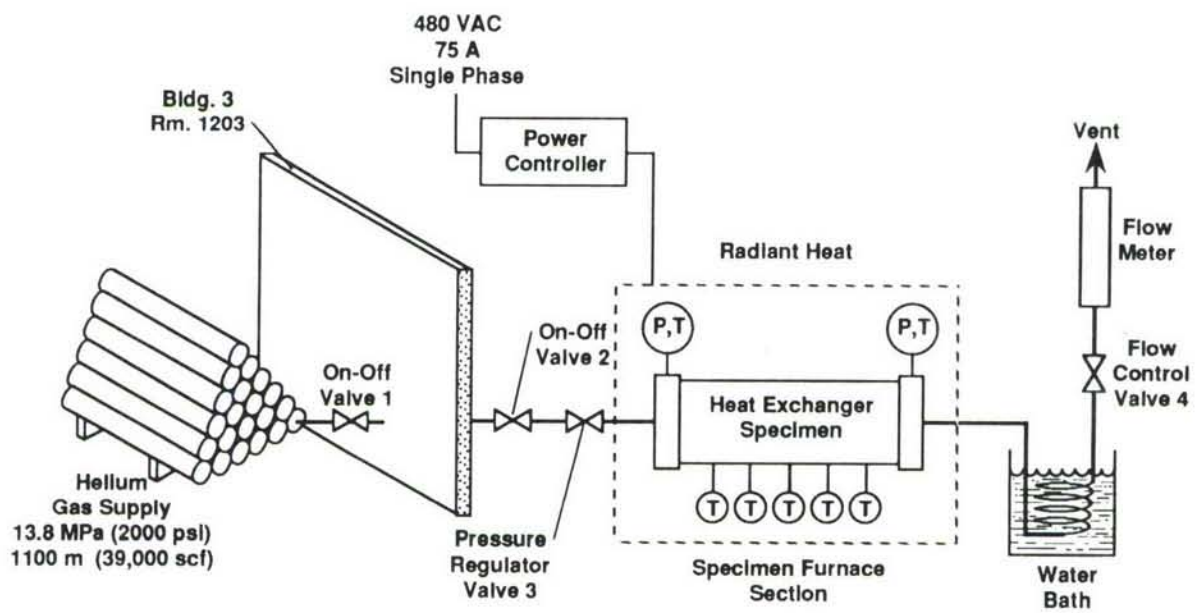 480 VAC
75 A
Single Phase
Bldg. 3
Rm. 1203
Power
Controller
Vent
Flow
Meter
Radiant Heat
P,T
P,T
On-Off
Valve 2
On-Off
Valve 1
Flow
Control
Valve 4
Heat Exchanger
Specimen
T
T
T
T
T
Helium
Gas Supply
13.8 MPa (2000 psi)
1100 m (39,000 scf)
Pressure
Regulator
Valve 3
Specimen Furnace
Section
Water
Bath